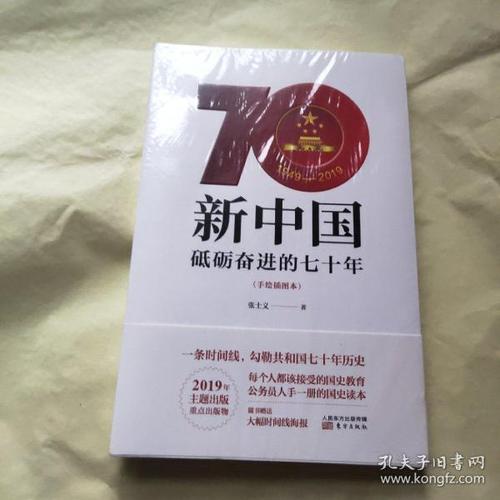 70
1949—2019
新中国
砥砺奋进的七十年
（手绘插图本）
张士义 —— 著
一条时间线，勾勒共和国七十年历史
2019年
主题出版
重点出版物
每个人都该接受的国史教育
公务员人手一册的国史读本
随书赠送
大幅时间线海报
人民东方出版传媒
东方出版社
孔夫子旧书网
www.kongfz.com